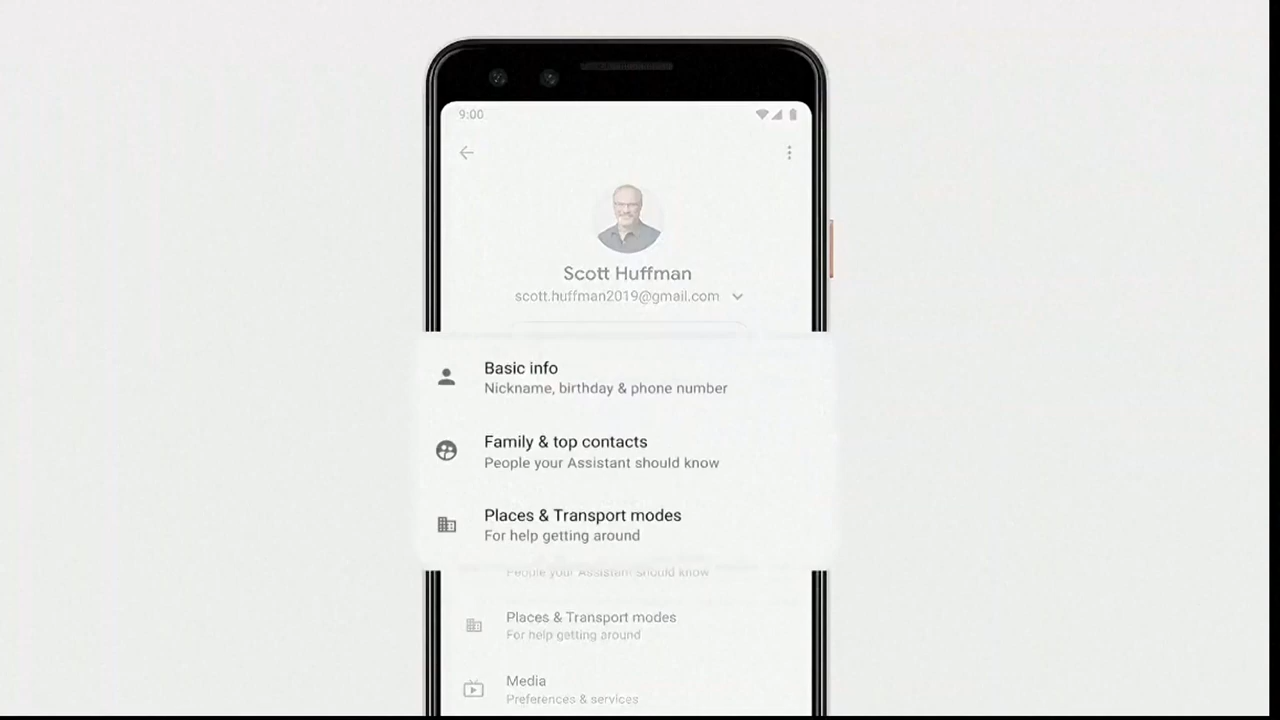 9:00
Scott Huffman
scott.huffman2019@gmail.com
Basic info
Nickname, birthday & phone number
Family & top contacts
People your Assistant should know
Places & Transport modes
For help getting around
People your Assistant should know
Places & Transport modes
For help getting around
Media
Preferences & services